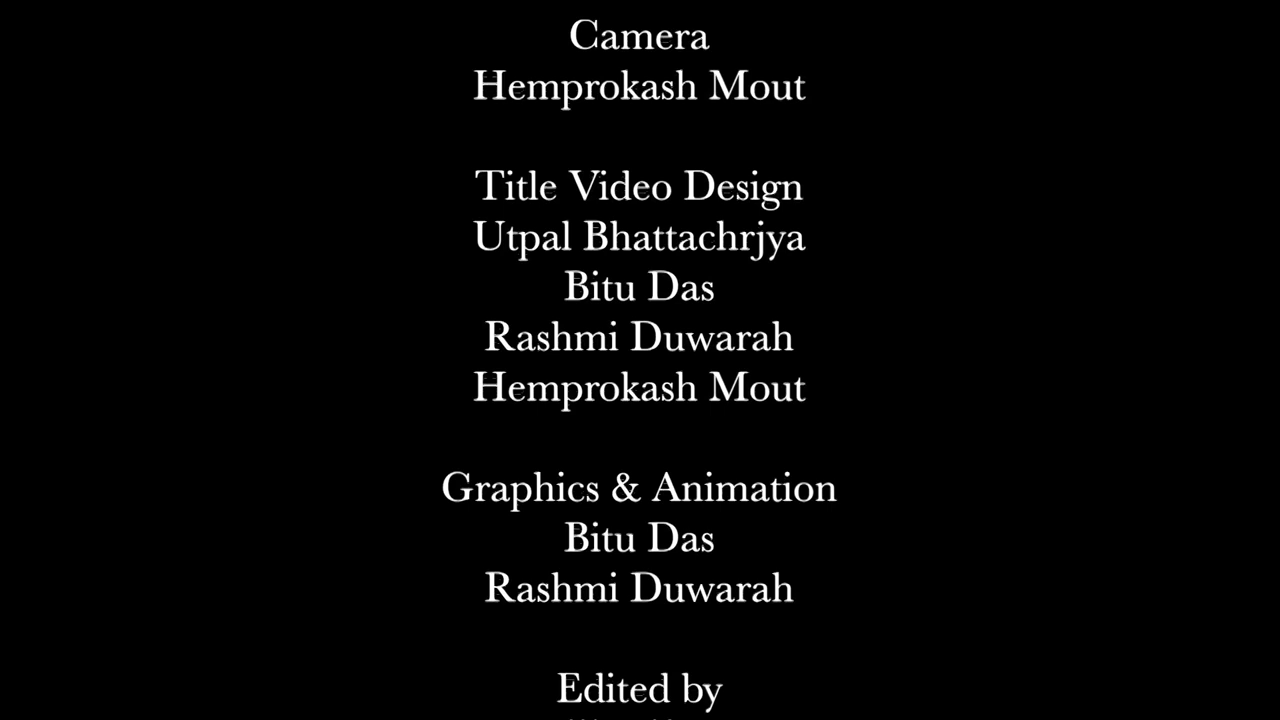 Camera
Hemprokash Mout
Title Video Design
Utpal Bhattachrjya
Bitu Das
Rashmi Duwarah
Hemprokash Mout
Graphics & Animation
Bitu Das
Rashmi Duwarah
Edited by